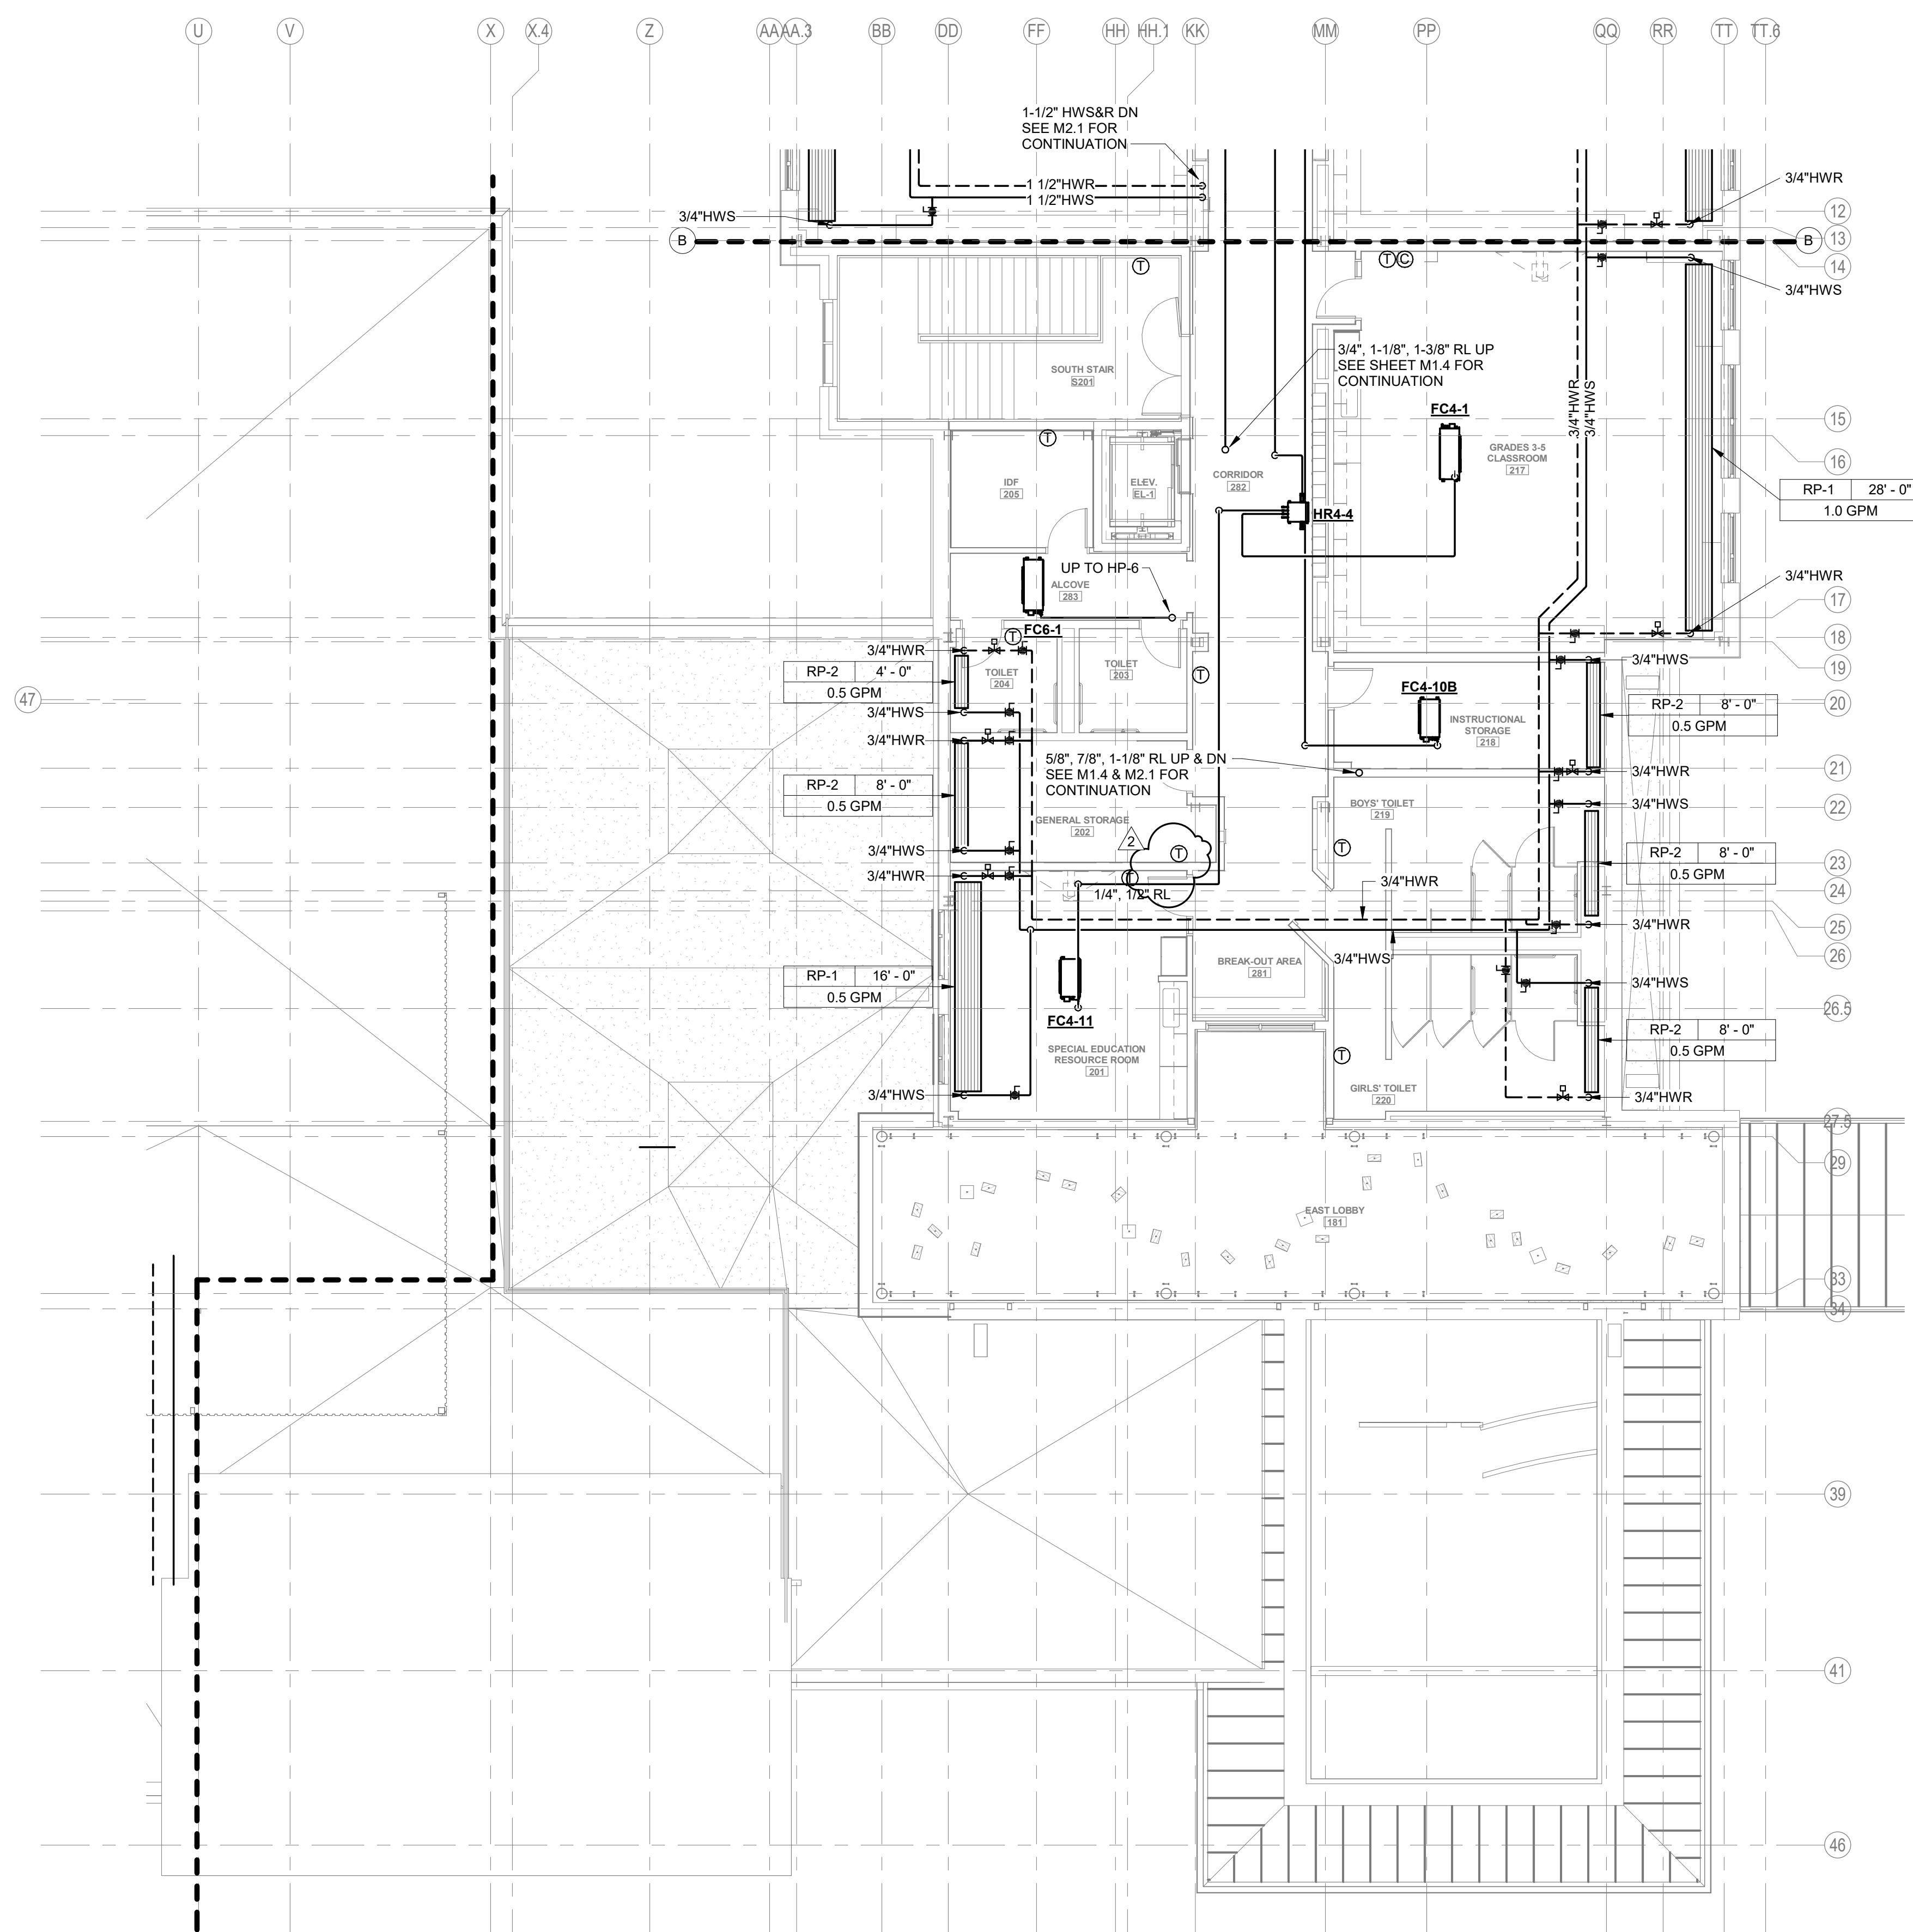 U
V
X
X.4
Z
AA
AA.3
BB
DD
FF
HH
HH.1
KK
MM
PP
QQ
RR
TT
TT.6
1-1/2" HWS&R DN
SEE M2.1 FOR
CONTINUATION
1 1/2"HWR
1 1/2"HWS
3/4"HWS
3/4"HWR
12
B
B
13
T
T
C
14
3/4"HWS
3/4", 1-1/8", 1-3/8" RL UP
SEE SHEET M1.4 FOR
CONTINUATION
SOUTH STAIR
S201
3/4"HWR
3/4"HWS
FC4-1
15
T
GRADES 3-5
CLASSROOM
217
16
IDF
205
ELEV.
EL-1
CORRIDOR
282
RP-1
28' - 0"
1.0 GPM
HR4-4
UP TO HP-6
ALCOVE
283
3/4"HWR
17
FC6-1
T
18
3/4"HWR
3/4"HWS
19
RP-2
4' - 0"
0.5 GPM
TOILET
204
TOILET
203
T
FC4-10B
47
20
RP-2
8' - 0"
0.5 GPM
3/4"HWS
INSTRUCTIONAL
STORAGE
218
3/4"HWR
5/8", 7/8", 1-1/8" RL UP & DN
SEE M1.4 & M2.1 FOR
CONTINUATION
3/4"HWR
21
RP-2
8' - 0"
0.5 GPM
BOYS' TOILET
219
3/4"HWS
22
GENERAL STORAGE
202
2
T
T
3/4"HWS
RP-2
8' - 0"
0.5 GPM
23
3/4"HWR
T
3/4"HWR
24
1/4", 1/2" RL
3/4"HWR
25
26
RP-1
16' - 0"
0.5 GPM
BREAK-OUT AREA
281
3/4"HWS
3/4"HWS
26.5
FC4-11
RP-2
8' - 0"
0.5 GPM
SPECIAL EDUCATION
RESOURCE ROOM
201
T
GIRLS' TOILET
220
3/4"HWS
3/4"HWR
27.5
29
EAST LOBBY
181
33
34
39
41
46